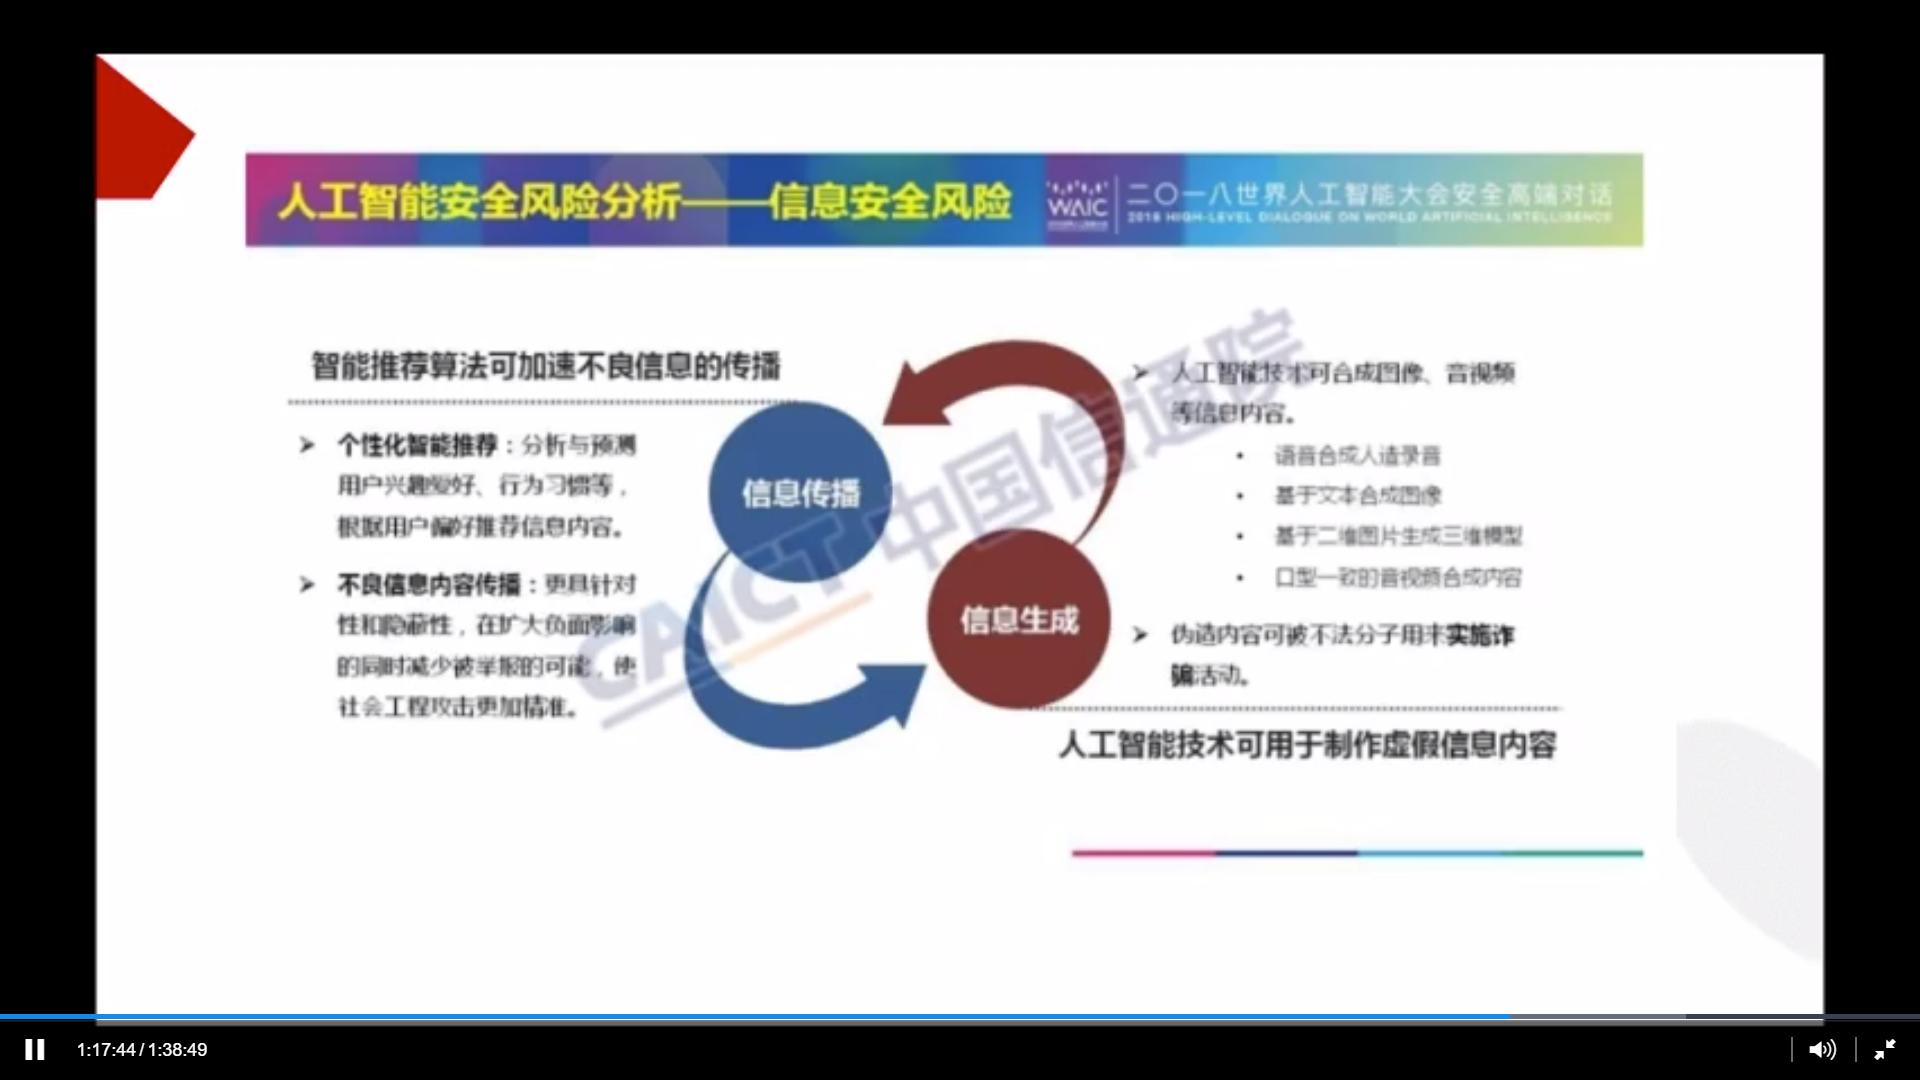 人工智能安全风险分析——信息安全风险
WAIC
二〇一八世界人工智能大会安全高端对话
2018 HIGH-LEVEL DIALOGUE ON WORLD ARTIFICIAL INTELLIGENCE
智能推荐算法可加速不良信息的传播
➢ 个性化智能推荐：分析与预测
用户兴趣爱好、行为习惯等，
根据用户偏好推荐信息内容。
➢ 不良信息内容传播：更具针对
性和隐蔽性，在扩大负面影响
的同时减少被举报的可能，使
社会工程攻击更加精准。
信息传播
信息生成
➢ 人工智能技术可合成图像、音视频
等信息内容。
• 语音合成人造录音
• 基于文本合成图像
• 基于二维图片生成三维模型
• 口型一致的音视频合成内容
➢ 伪造内容可被不法分子用来实施诈
骗活动。
人工智能技术可用于制作虚假信息内容
CAICT 中国信通院
1:17:44 / 1:38:49